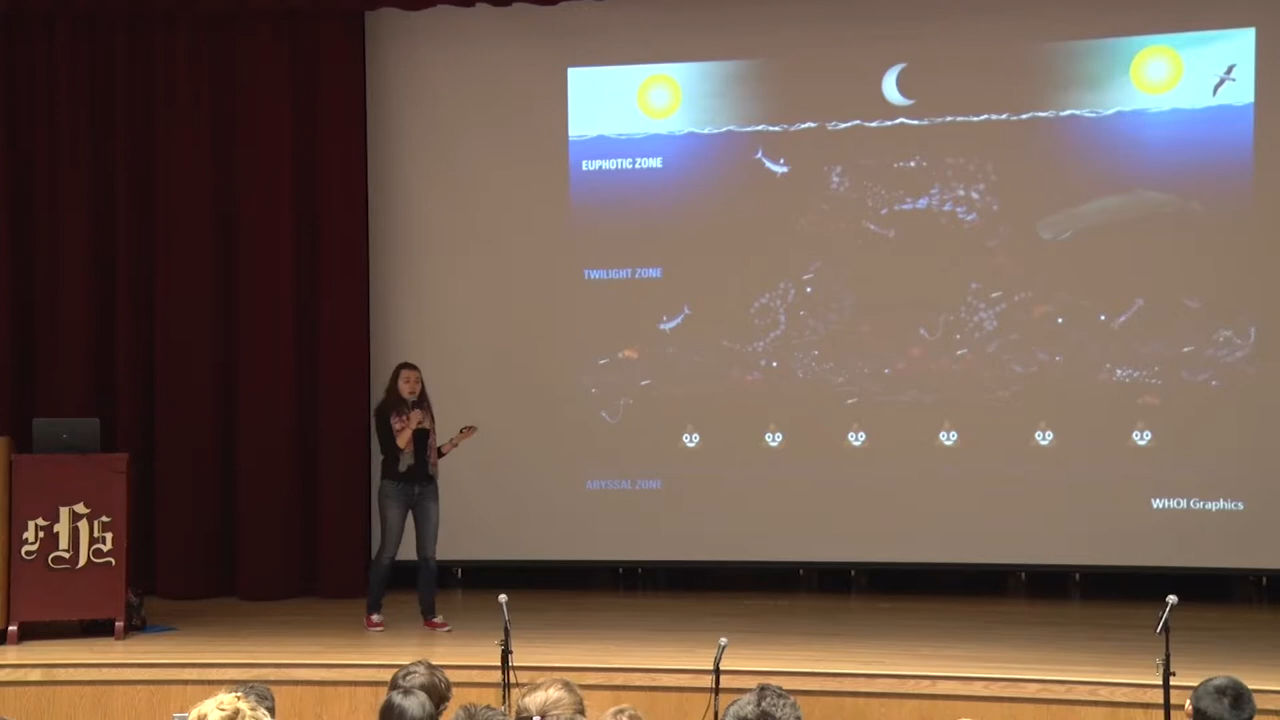 EUPHOTIC ZONE
TWILIGHT ZONE
ABYSSAL ZONE
WHOI Graphics
FHS